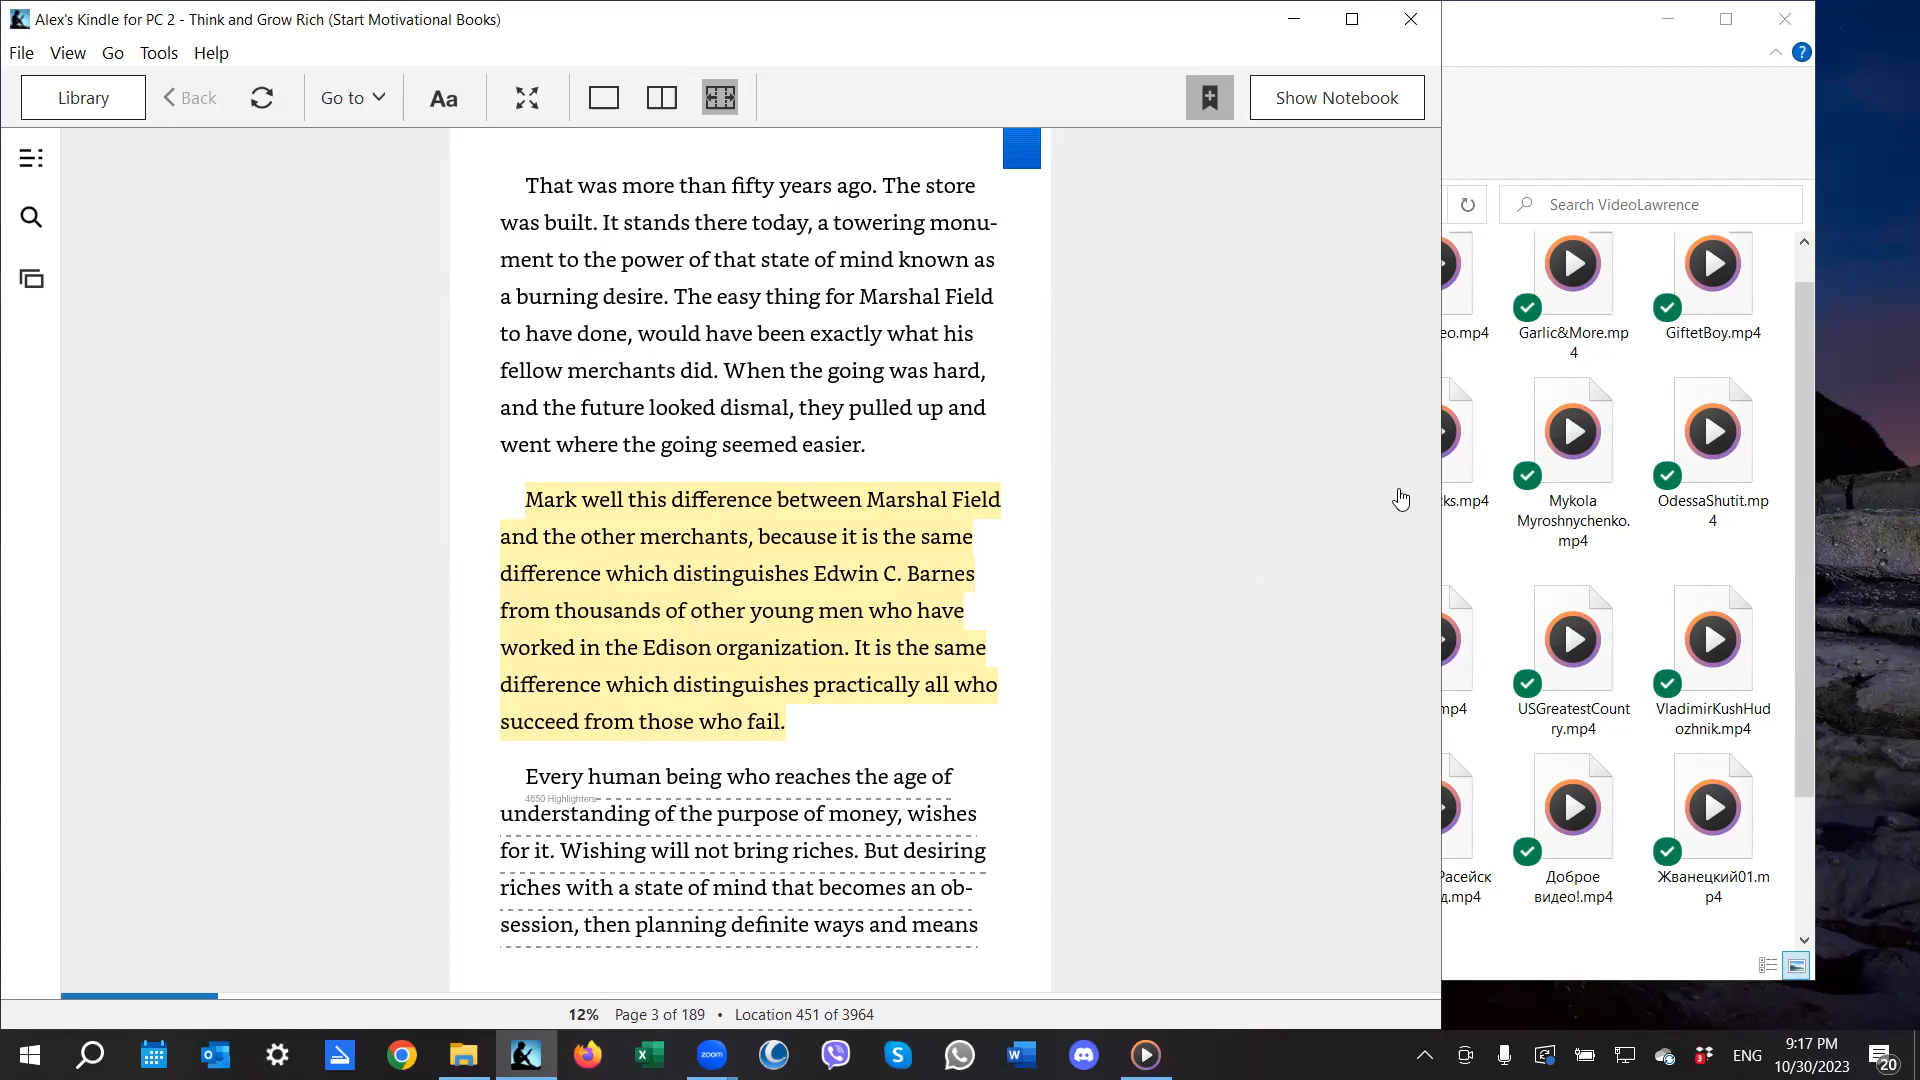 Alex's Kindle for PC 2 - Think and Grow Rich (Start Motivational Books)
File View Go Tools Help
Library
Back
Go to
Aa
Show Notebook
That was more than fifty years ago. The store
was built. It stands there today, a towering monu-
ment to the power of that state of mind known as
a burning desire. The easy thing for Marshal Field
to have done, would have been exactly what his
fellow merchants did. When the going was hard,
and the future looked dismal, they pulled up and
went where the going seemed easier.
Mark well this difference between Marshal Field
and the other merchants, because it is the same
difference which distinguishes Edwin C. Barnes
from thousands of other young men who have
worked in the Edison organization. It is the same
difference which distinguishes practically all who
succeed from those who fail.
Every human being who reaches the age of
4650 Highlighters
understanding of the purpose of money, wishes
for it. Wishing will not bring riches. But desiring
riches with a state of mind that becomes an ob-
session, then planning definite ways and means
12% Page 3 of 189 • Location 451 of 3964
?
Search VideoLawrence
eo.mp4
Garlic&More.mp
4
GiftetBoy.mp4
ks.mp4
Mykola
Myroshnychenko.
mp4
OdessaShutit.mp
4
mp4
USGreatestCount
ry.mp4
VladimirKushHud
ozhnik.mp4
Расейск
д.mp4
Доброе
видео!.mp4
Жванецкий01.m
p4
zoom
3
ENG
9:17 PM
10/30/2023
20